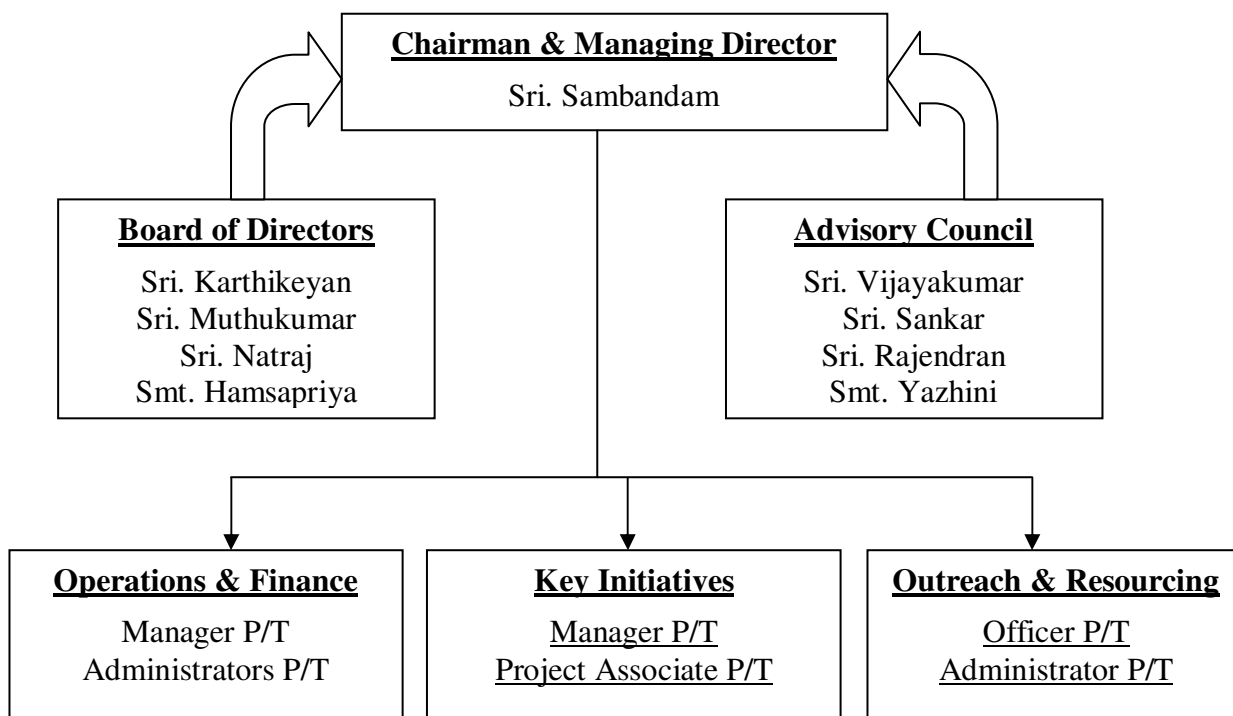 Chairman & Managing Director
Sri. Sambandam
Board of Directors
Sri. Karthikeyan
Sri. Muthukumar
Sri. Natraj
Smt. Hamsapriya
Advisory Council
Sri. Vijayakumar
Sri. Sankar
Sri. Rajendran
Smt. Yazhini
Operations & Finance
Manager P/T
Administrators P/T
Key Initiatives
Manager P/T
Project Associate P/T
Outreach & Resourcing
Officer P/T
Administrator P/T